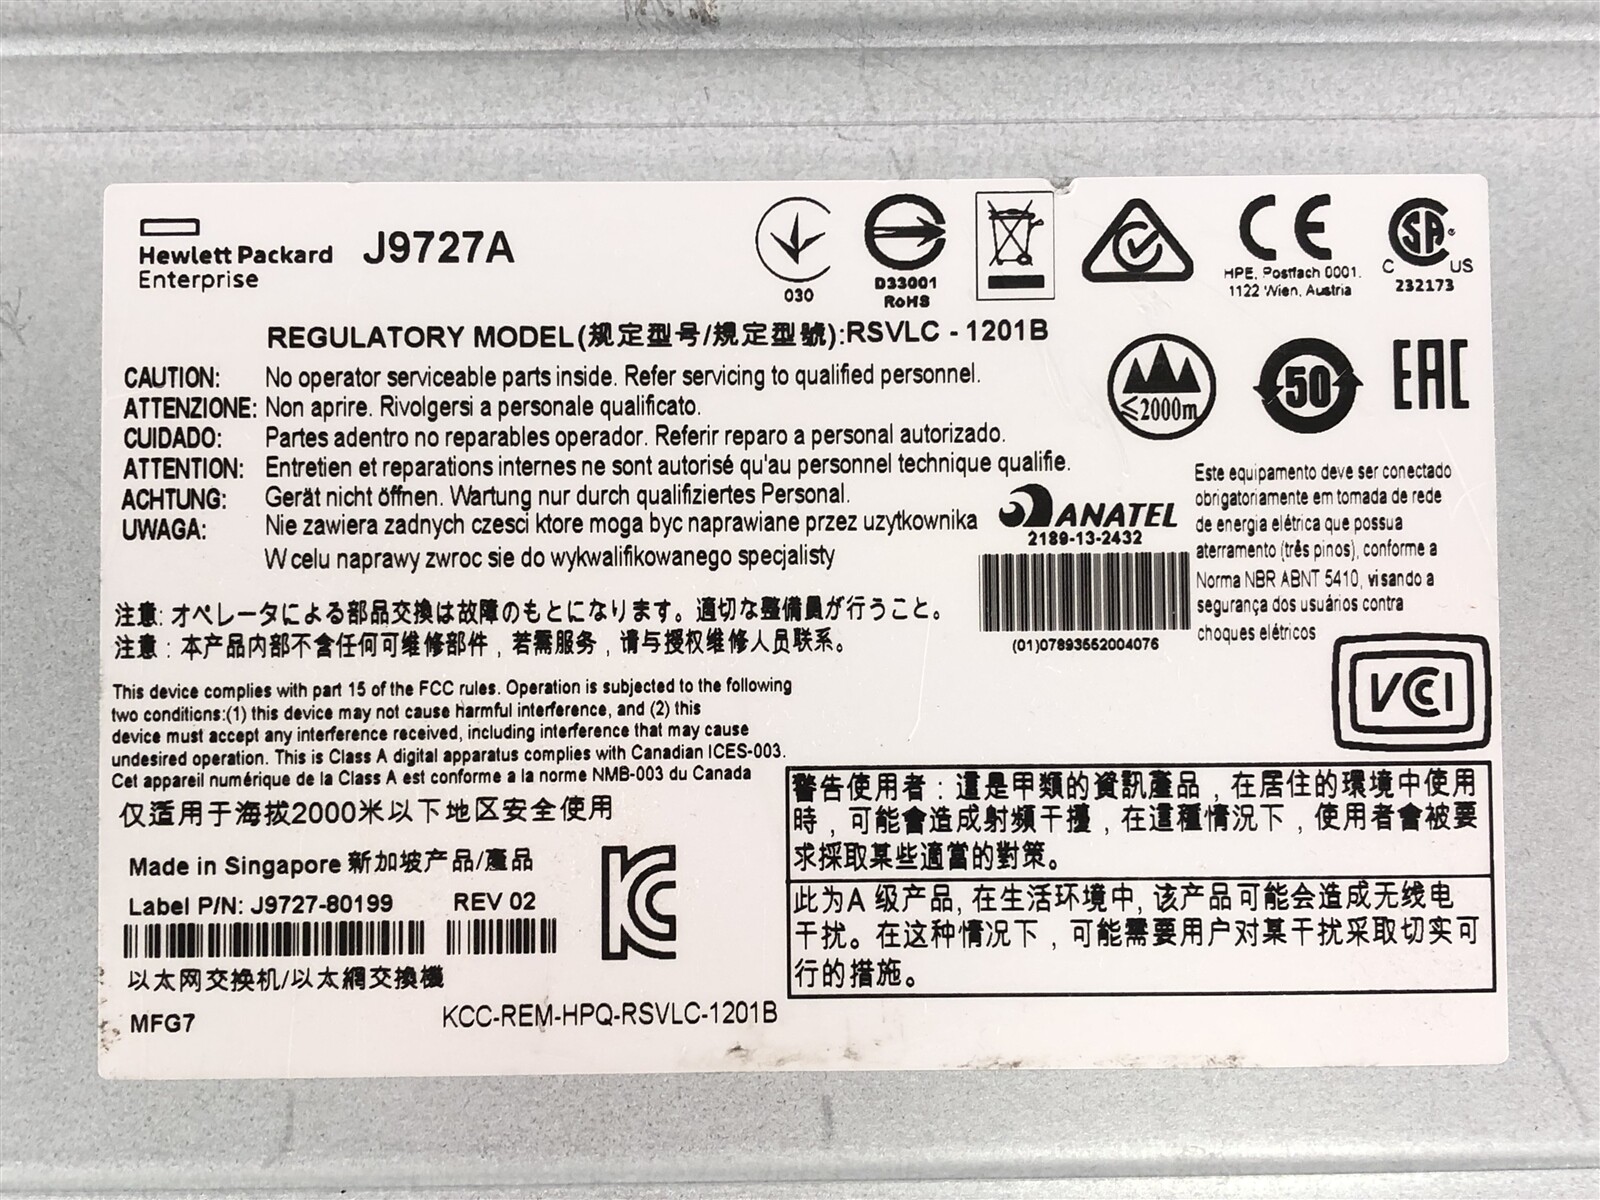 Hewlett Packard
Enterprise
J9727A
030
D33001
RoHS
CE
HPE, Postfach 0001,
1122 Wien, Austria
SA
C US
232173
REGULATORY MODEL(规定型号/規定型號):RSVLC - 1201B
≤2000m
50
EAC
CAUTION: No operator serviceable parts inside. Refer servicing to qualified personnel.
ATTENZIONE: Non aprire. Rivolgersi a personale qualificato.
CUIDADO: Partes adentro no reparables operador. Referir reparo a personal autorizado.
ATTENTION: Entretien et reparations internes ne sont autorisé qu'au personnel technique qualifie.
ACHTUNG: Gerät nicht öffnen. Wartung nur durch qualifiziertes Personal.
UWAGA: Nie zawiera zadnych czesci ktore moga byc naprawiane przez uzytkownika
W celu naprawy zwroc sie do wykwalifikowanego specjalisty
ANATEL
2189-13-2432
(01)07893652004076
Este equipamento deve ser conectado
obrigatoriamente em tomada de rede
de energia elétrica que possua
aterramento (três pinos), conforme a
Norma NBR ABNT 5410, visando a
segurança dos usuários contra
choques elétricos
注意: オペレータによる部品交換は故障のもとになります。適切な整備員が行うこと。
注意：本产品内部不含任何可维修部件，若需服务，请与授权维修人员联系。
VCI
This device complies with part 15 of the FCC rules. Operation is subjected to the following
two conditions:(1) this device may not cause harmful interference, and (2) this
device must accept any interference received, including interference that may cause
undesired operation. This is Class A digital apparatus complies with Canadian ICES-003.
Cet appareil numérique de la Class A est conforme a la norme NMB-003 du Canada
仅适用于海拔2000米以下地区安全使用
警告使用者：這是甲類的資訊產品，在居住的環境中使用
時，可能會造成射頻干擾，在這種情況下，使用者會被要
求採取某些適當的對策。
此为A 级产品, 在生活环境中, 该产品可能会造成无线电
干扰。在这种情况下，可能需要用户对某干扰采取切实可
行的措施。
Made in Singapore 新加坡产品/產品
Label P/N: J9727-80199 REV 02
以太网交换机/以太網交換機
MFG7
KCC-REM-HPQ-RSVLC-1201B